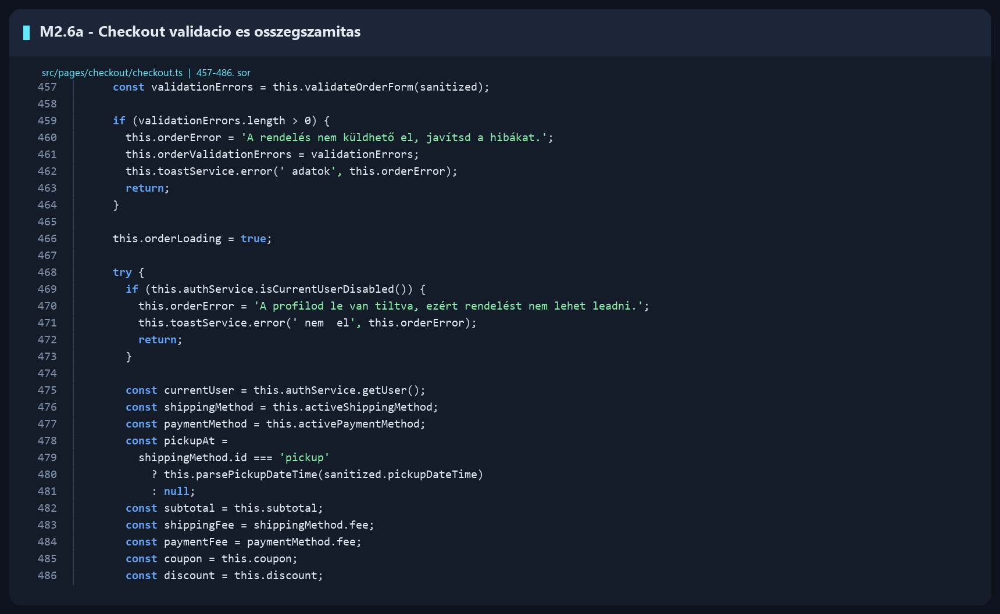 M2.6a - Checkout validacio es osszegszamitas
src/pages/checkout/checkout.ts | 457-486. sor
457 const validationErrors = this.validateOrderForm(sanitized);
458
459 if (validationErrors.length > 0) {
460 this.orderError = 'A rendelés nem küldhető el, javítsd a hibákat.';
461 this.orderValidationErrors = validationErrors;
462 this.toastService.error(' adatok', this.orderError);
463 return;
464 }
465
466 this.orderLoading = true;
467
468 try {
469 if (this.authService.isCurrentUserDisabled()) {
470 this.orderError = 'A profilod le van tiltva, ezért rendelést nem lehet leadni.';
471 this.toastService.error(' nem  el', this.orderError);
472 return;
473 }
474
475 const currentUser = this.authService.getUser();
476 const shippingMethod = this.activeShippingMethod;
477 const paymentMethod = this.activePaymentMethod;
478 const pickupAt =
479 shippingMethod.id === 'pickup'
480 ? this.parsePickupDateTime(sanitized.pickupDateTime)
481 : null;
482 const subtotal = this.subtotal;
483 const shippingFee = shippingMethod.fee;
484 const paymentFee = paymentMethod.fee;
485 const coupon = this.coupon;
486 const discount = this.discount;